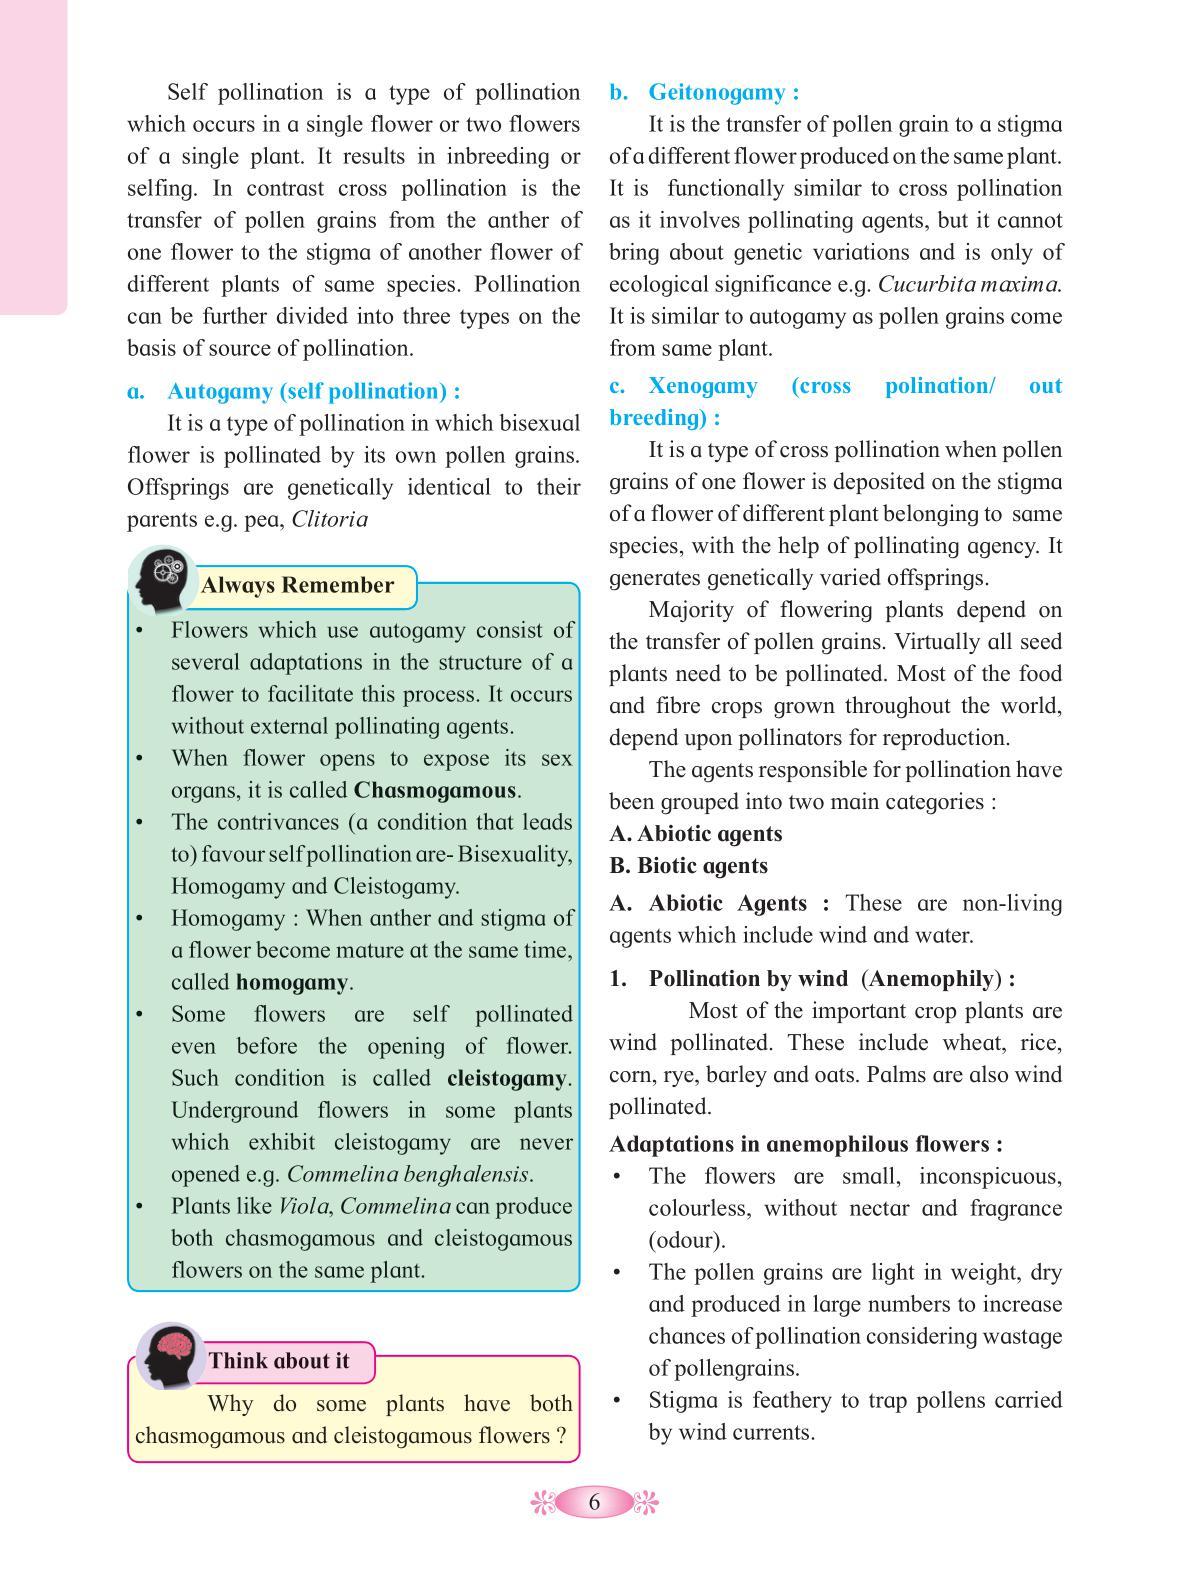 Self pollination is a type of pollination
which occurs in a single flower or two flowers
of a single plant. It results in inbreeding or
selfing. In contrast cross pollination is the
transfer of pollen grains from the anther of
one flower to the stigma of another flower of
different plants of same species. Pollination
can be further divided into three types on the
basis of source of pollination.
a. Autogamy (self pollination) :
It is a type of pollination in which bisexual
flower is pollinated by its own pollen grains.
Offsprings are genetically identical to their
parents e.g. pea, Clitoria
Always Remember
• Flowers which use autogamy consist of
several adaptations in the structure of a
flower to facilitate this process. It occurs
without external pollinating agents.
• When flower opens to expose its sex
organs, it is called Chasmogamous.
• The contrivances (a condition that leads
to) favour self pollination are- Bisexuality,
Homogamy and Cleistogamy.
• Homogamy : When anther and stigma of
a flower become mature at the same time,
called homogamy.
• Some flowers are self pollinated
even before the opening of flower.
Such condition is called cleistogamy.
Underground flowers in some plants
which exhibit cleistogamy are never
opened e.g. Commelina benghalensis.
• Plants like Viola, Commelina can produce
both chasmogamous and cleistogamous
flowers on the same plant.
Think about it
Why do some plants have both
chasmogamous and cleistogamous flowers ?
b. Geitonogamy :
It is the transfer of pollen grain to a stigma
of a different flower produced on the same plant.
It is functionally similar to cross pollination
as it involves pollinating agents, but it cannot
bring about genetic variations and is only of
ecological significance e.g. Cucurbita maxima.
It is similar to autogamy as pollen grains come
from same plant.
c. Xenogamy (cross polination/ out
breeding) :
It is a type of cross pollination when pollen
grains of one flower is deposited on the stigma
of a flower of different plant belonging to same
species, with the help of pollinating agency. It
generates genetically varied offsprings.
Majority of flowering plants depend on
the transfer of pollen grains. Virtually all seed
plants need to be pollinated. Most of the food
and fibre crops grown throughout the world,
depend upon pollinators for reproduction.
The agents responsible for pollination have
been grouped into two main categories :
A. Abiotic agents
B. Biotic agents
A. Abiotic Agents : These are non-living
agents which include wind and water.
1. Pollination by wind (Anemophily) :
Most of the important crop plants are
wind pollinated. These include wheat, rice,
corn, rye, barley and oats. Palms are also wind
pollinated.
Adaptations in anemophilous flowers :
• The flowers are small, inconspicuous,
colourless, without nectar and fragrance
(odour).
• The pollen grains are light in weight, dry
and produced in large numbers to increase
chances of pollination considering wastage
of pollengrains.
• Stigma is feathery to trap pollens carried
by wind currents.
6